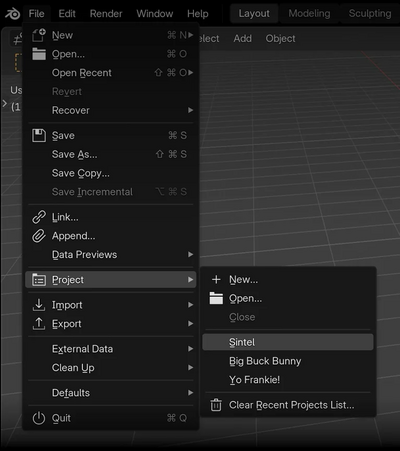 File Edit Render Window Help Layout Modeling Sculpting
New ⌘ N
elect Add Object
Open... ⌘ O
Open Recent ⇧ ⌘ O
Us
Revert
(1
Recover
Save ⌘ S
Save As... ⇧ ⌘ S
Save Copy...
Save Incremental ⌥ ⌘ S
Link...
Append...
Data Previews
Project
Import
Export
External Data
Clean Up
Defaults
Quit ⌘ Q
New...
Open...
Close
Sintel
Big Buck Bunny
Yo Frankie!
Clear Recent Projects List...